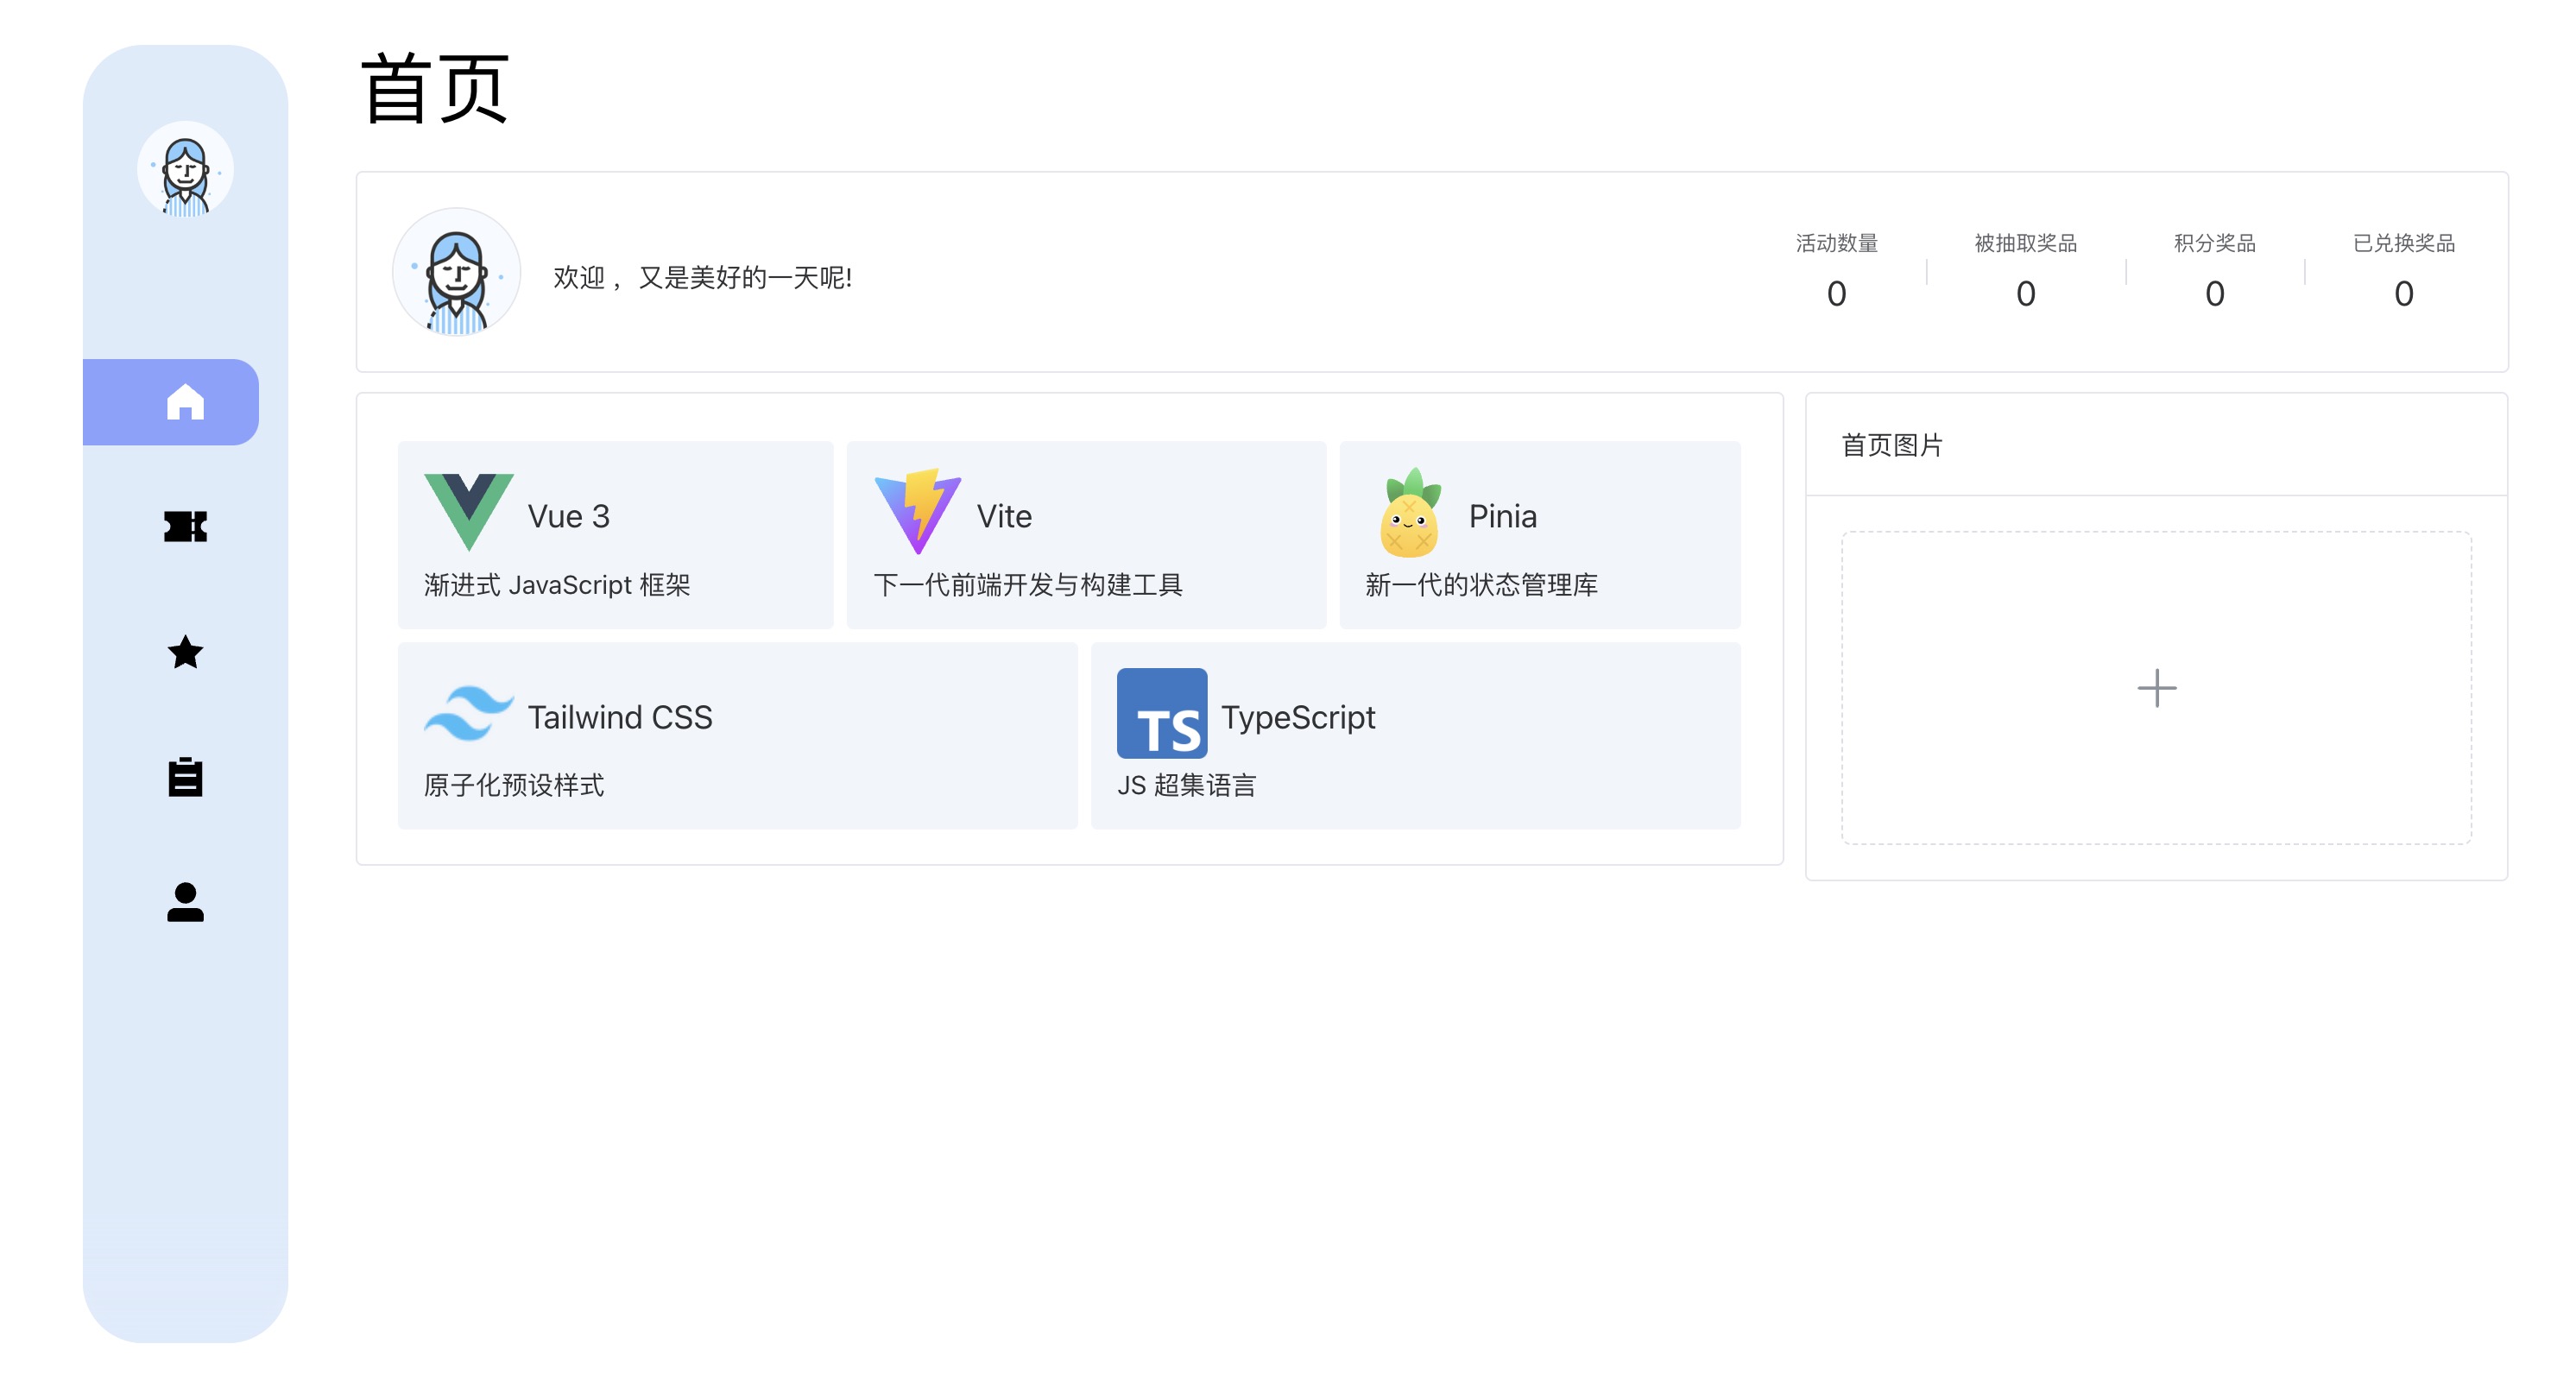 首页
欢迎 ，又是美好的一天呢!
活动数量
0
被抽取奖品
0
积分奖品
0
已兑换奖品
0
Vue 3
渐进式 JavaScript 框架
Vite
下一代前端开发与构建工具
Pinia
新一代的状态管理库
Tailwind CSS
原子化预设样式
TS
TypeScript
JS 超集语言
首页图片